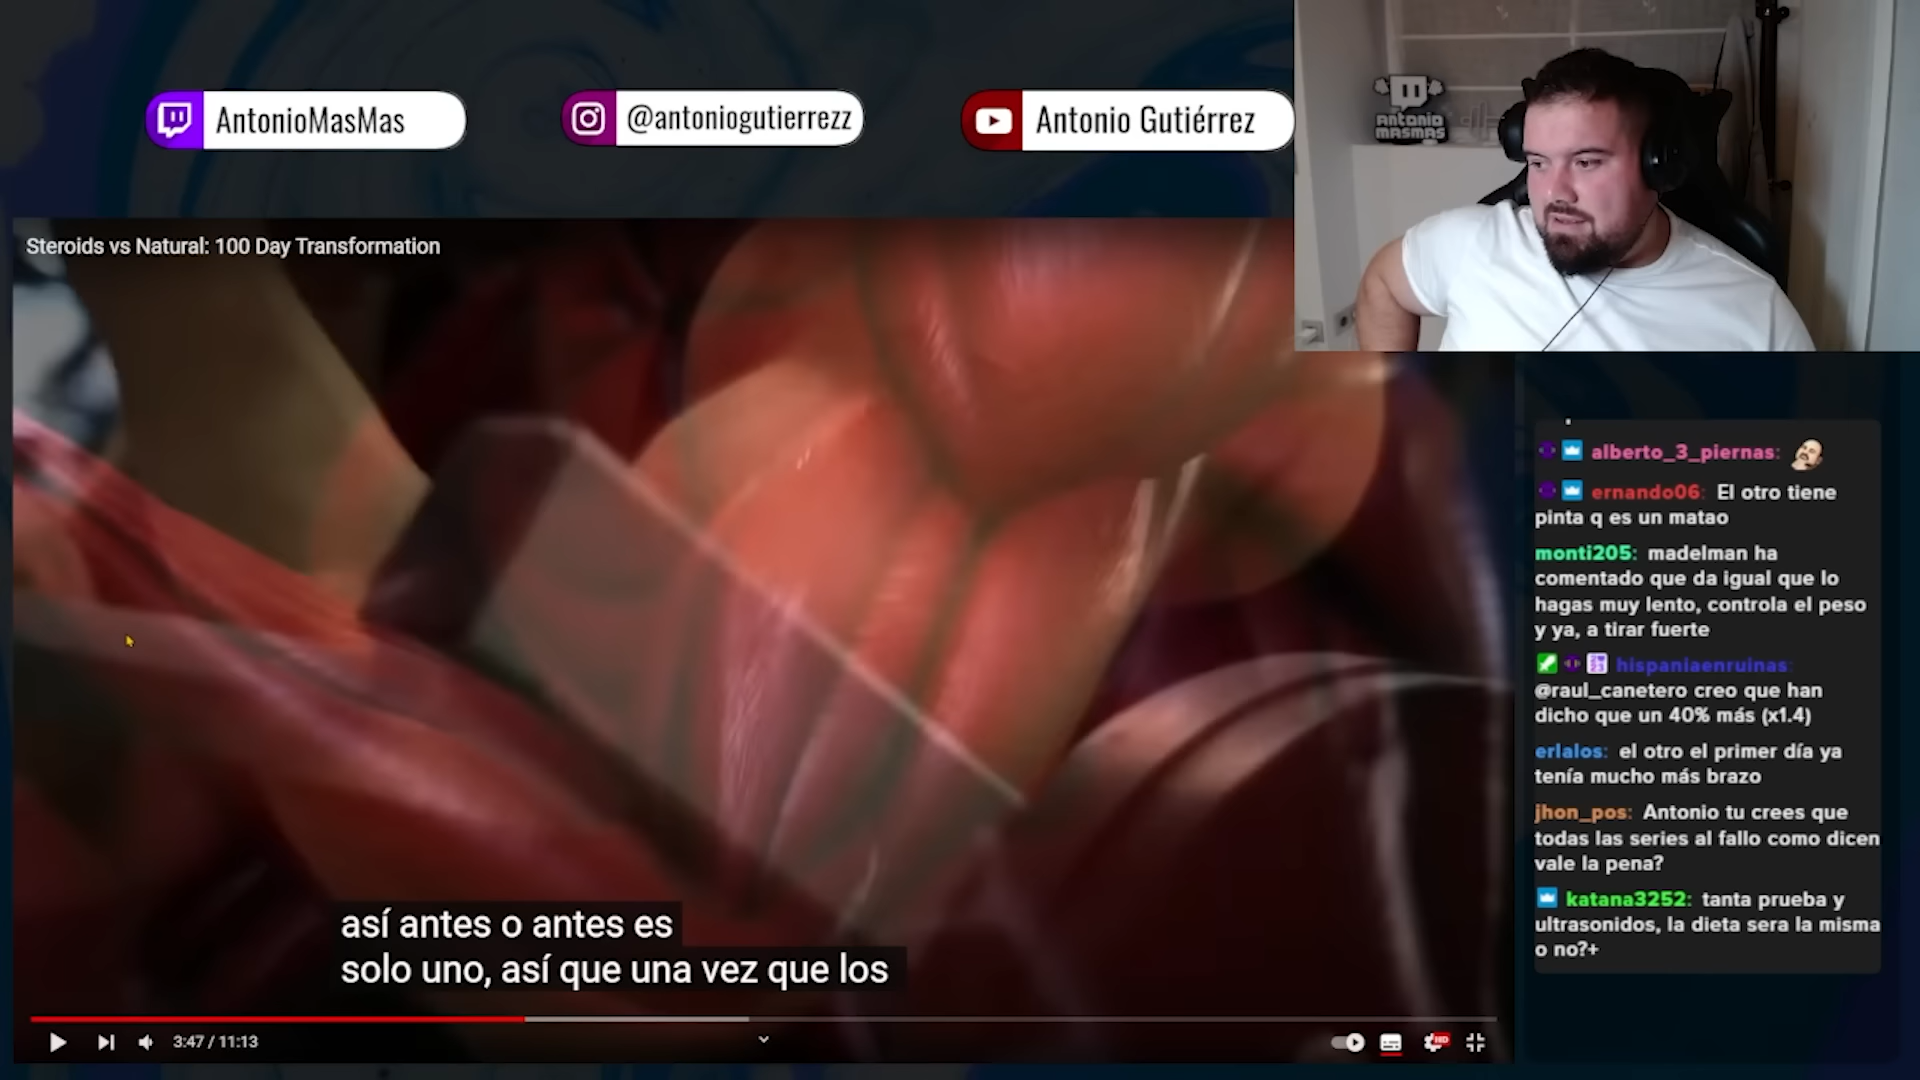 AntonioMasMas
@antoniogutierrezz
Antonio Gutiérrez
antonio
masmas
Steroids vs Natural: 100 Day Transformation
alberto_3_piernas:
ernando06: El otro tiene
pinta q es un matao
monti205: madelman ha
comentado que da igual que lo
hagas muy lento, controla el peso
y ya, a tirar fuerte
hispaniaenruinas:
@raul_canetero creo que han
dicho que un 40% más (x1.4)
erlalos: el otro el primer día ya
tenía mucho más brazo
jhon_pos: Antonio tu crees que
todas las series al fallo como dicen
vale la pena?
katana3252: tanta prueba y
ultrasonidos, la dieta sera la misma
o no?+
así antes o antes es
solo uno, así que una vez que los
3:47 / 11:13
HD